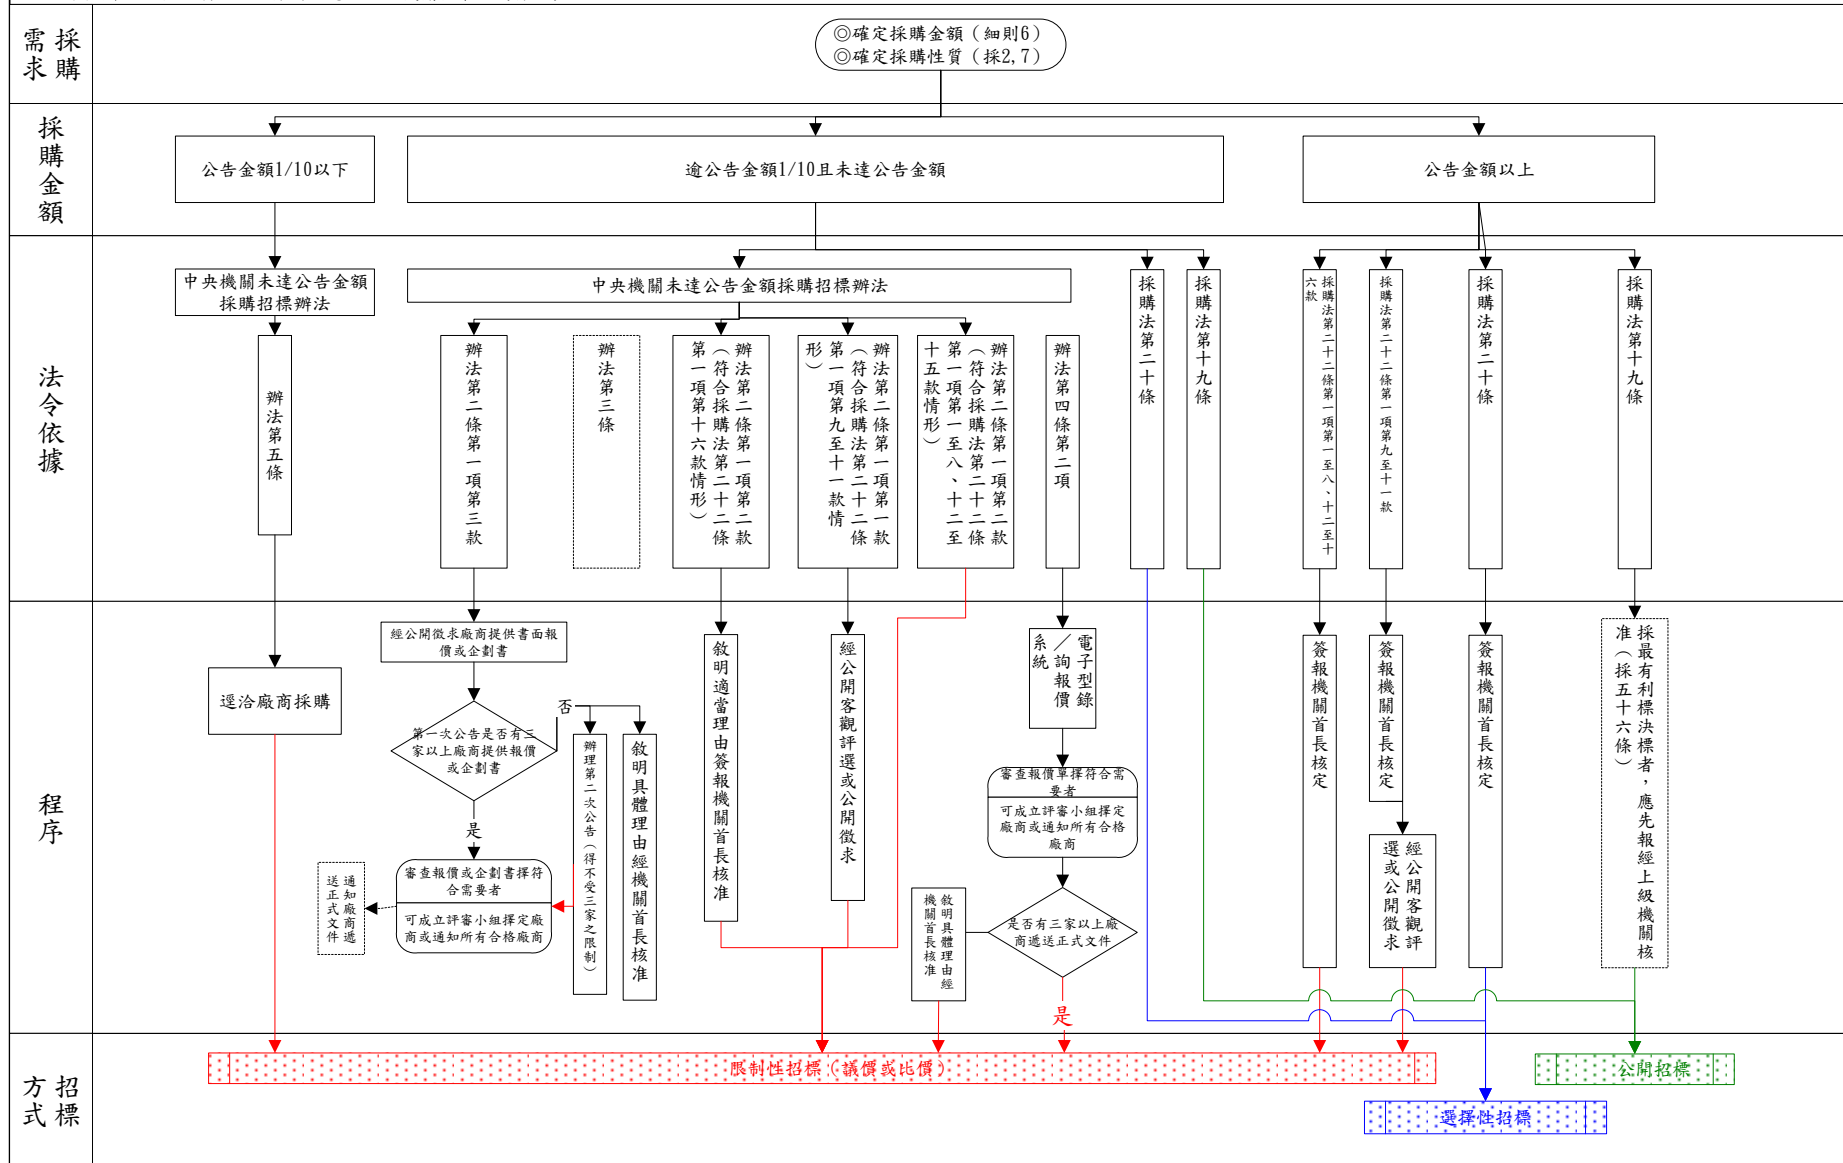 採購
需求
◎確定採購金額（細則6）
◎確定採購性質（採2,7）
採購金額
公告金額1/10以下
逾公告金額1/10且未達公告金額
公告金額以上
法令依據
中央機關未達公告金額
採購招標辦法
中央機關未達公告金額採購招標辦法
採購法第二十條
採購法第十九條
採購法第二十二條第一項第一至八、十二至十
六款
採購法第二十二條第一項第九至十一款
採購法第二十條
採購法第十九條
辦法第五條
辦法第二條第一項第三款
辦法第三條
辦法第二條第一項第二款
（符合採購法第二十二條
第一項第十六款情形）
辦法第二條第一項第一款
（符合採購法第二十二條
第一項第九至十一款情
形）
辦法第二條第一項第二款
（符合採購法第二十二條
第一項第一至八、十二至
十五款情形）
辦法第四條第二項
程序
逕洽廠商採購
經公開徵求廠商提供書面報
價或企劃書
第一次公告是否有三
家以上廠商提供報價
或企劃書
否
是
辦理第二次公告（得不受三家之限制）
敘明具體理由經機關首長核准
審查報價或企劃書擇符
合需要者
可成立評審小組擇定廠
商或通知所有合格廠商
通知廠商遞
送正式文件
敘明適當理由簽報機關首長核准
經公開客觀評選或公開徵求
電子型錄
／詢報價
系統
審查報價單擇符合需
要者
可成立評審小組擇定
廠商或通知所有合格
廠商
是否有三家以上廠
商遞送正式文件
敘明具體理由經
機關首長核准
是
簽報機關首長核定
簽報機關首長核定
經公開客觀評
選或公開徵求
簽報機關首長核定
採最有利標決標者，應先報經上級機關核
准（採五十六條）
招標
方式
限制性招標（議價或比價）
公開招標
選擇性招標